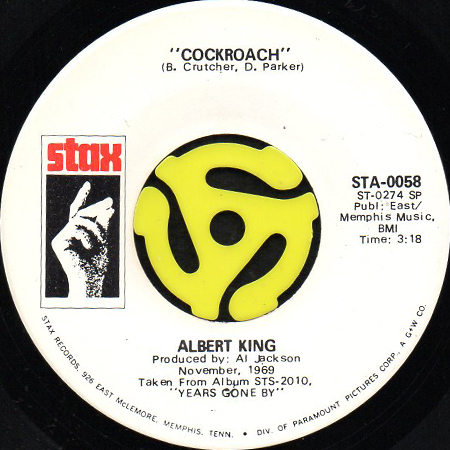 "COCKROACH"
(B. Crutcher, D. Parker)
stax
STA-0058
ST-0274 SP
Publ: East/
Memphis Music,
BMI
Time: 3:18
ALBERT KING
Produced by: Al Jackson
November, 1969
Taken From Album STS-2010,
"YEARS GONE BY"
STAX RECORDS, 926 EAST McLEMORE, MEMPHIS, TENN. • DIV. OF PARAMOUNT PICTURES CORP., A G+W CO.